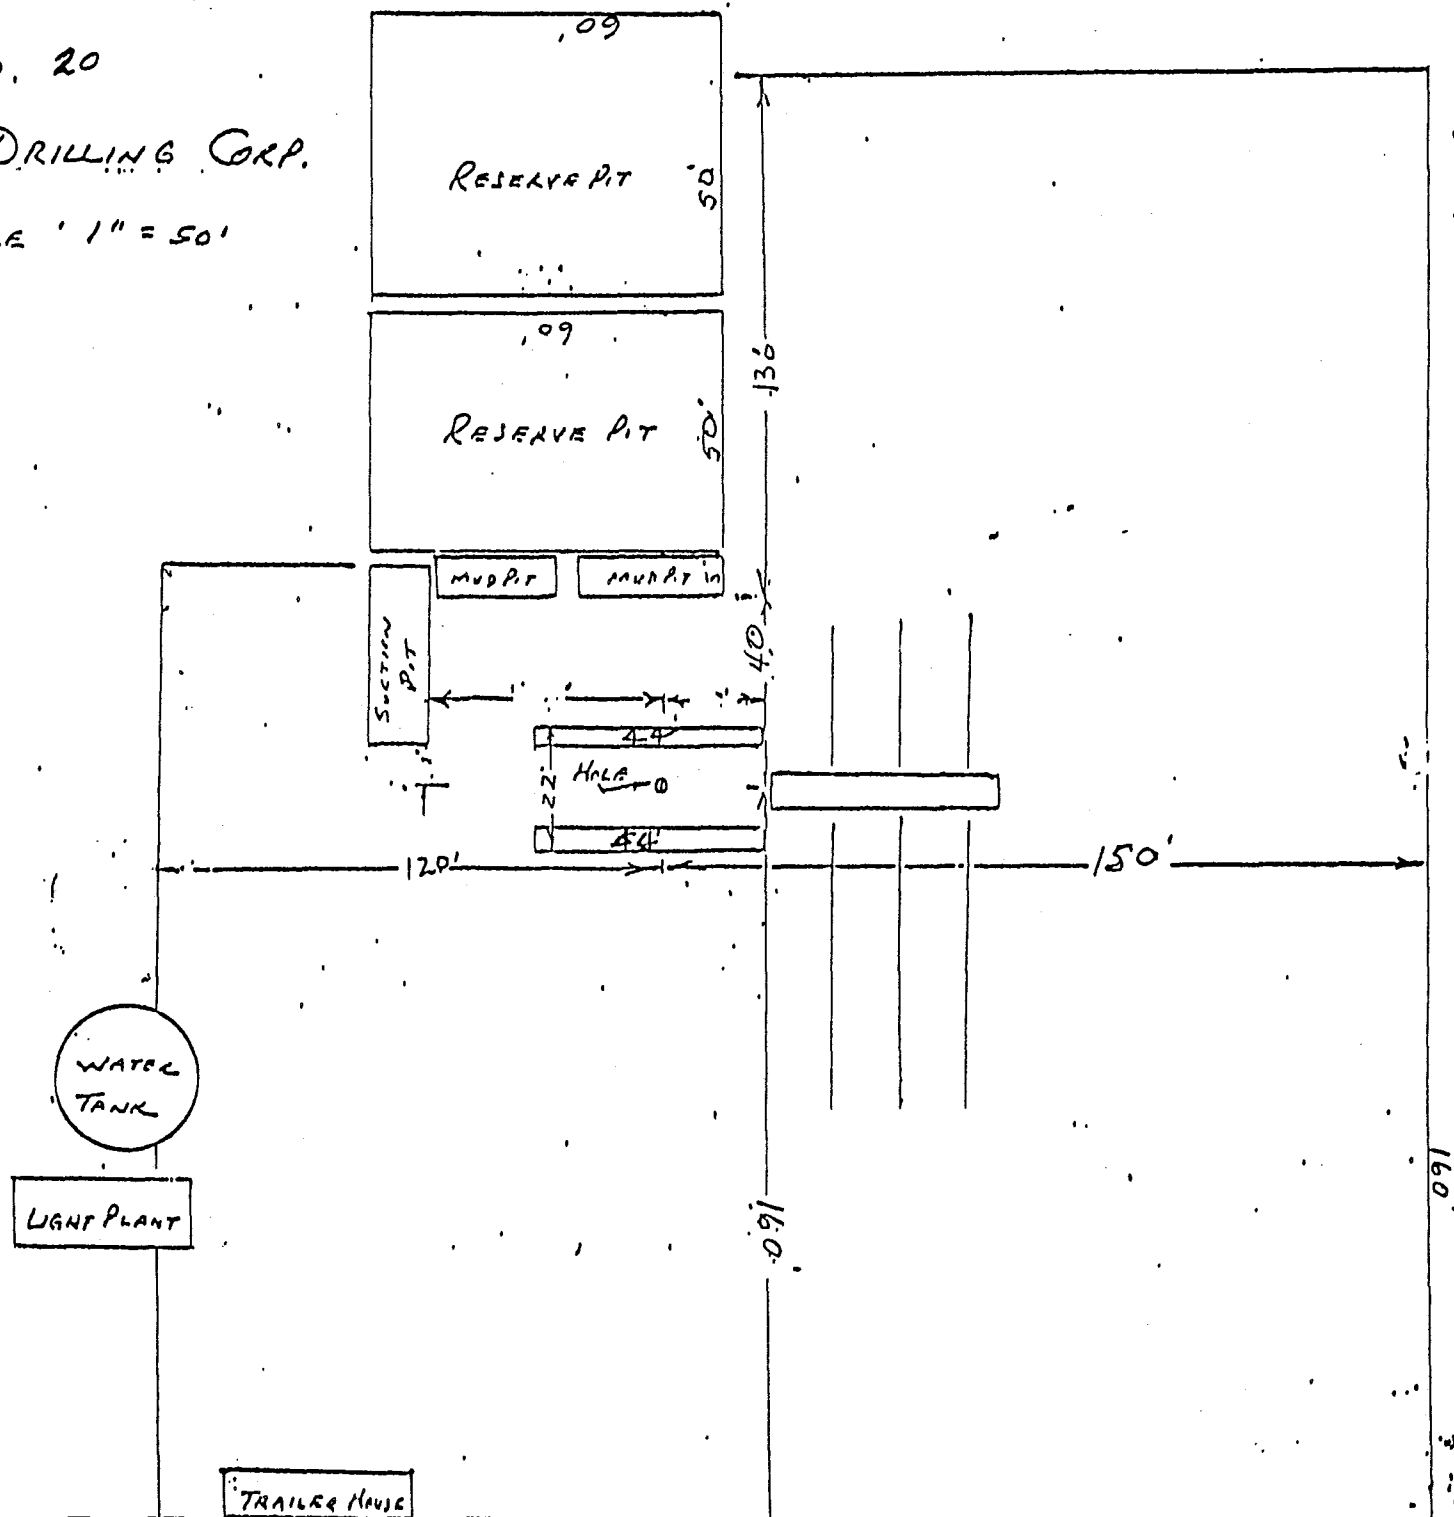 . 20
DRILLING CORP.
E 1" = 50'
60'
RESERVE PIT
50'
60'
RESERVE PIT
50'
130'
MUD PIT
MUD PIT
SUCTION
PIT
40
44'
HOLE
22'
44'
120'
150'
WATER
TANK
LIGHT PLANT
160
160
TRAILER HOUSE